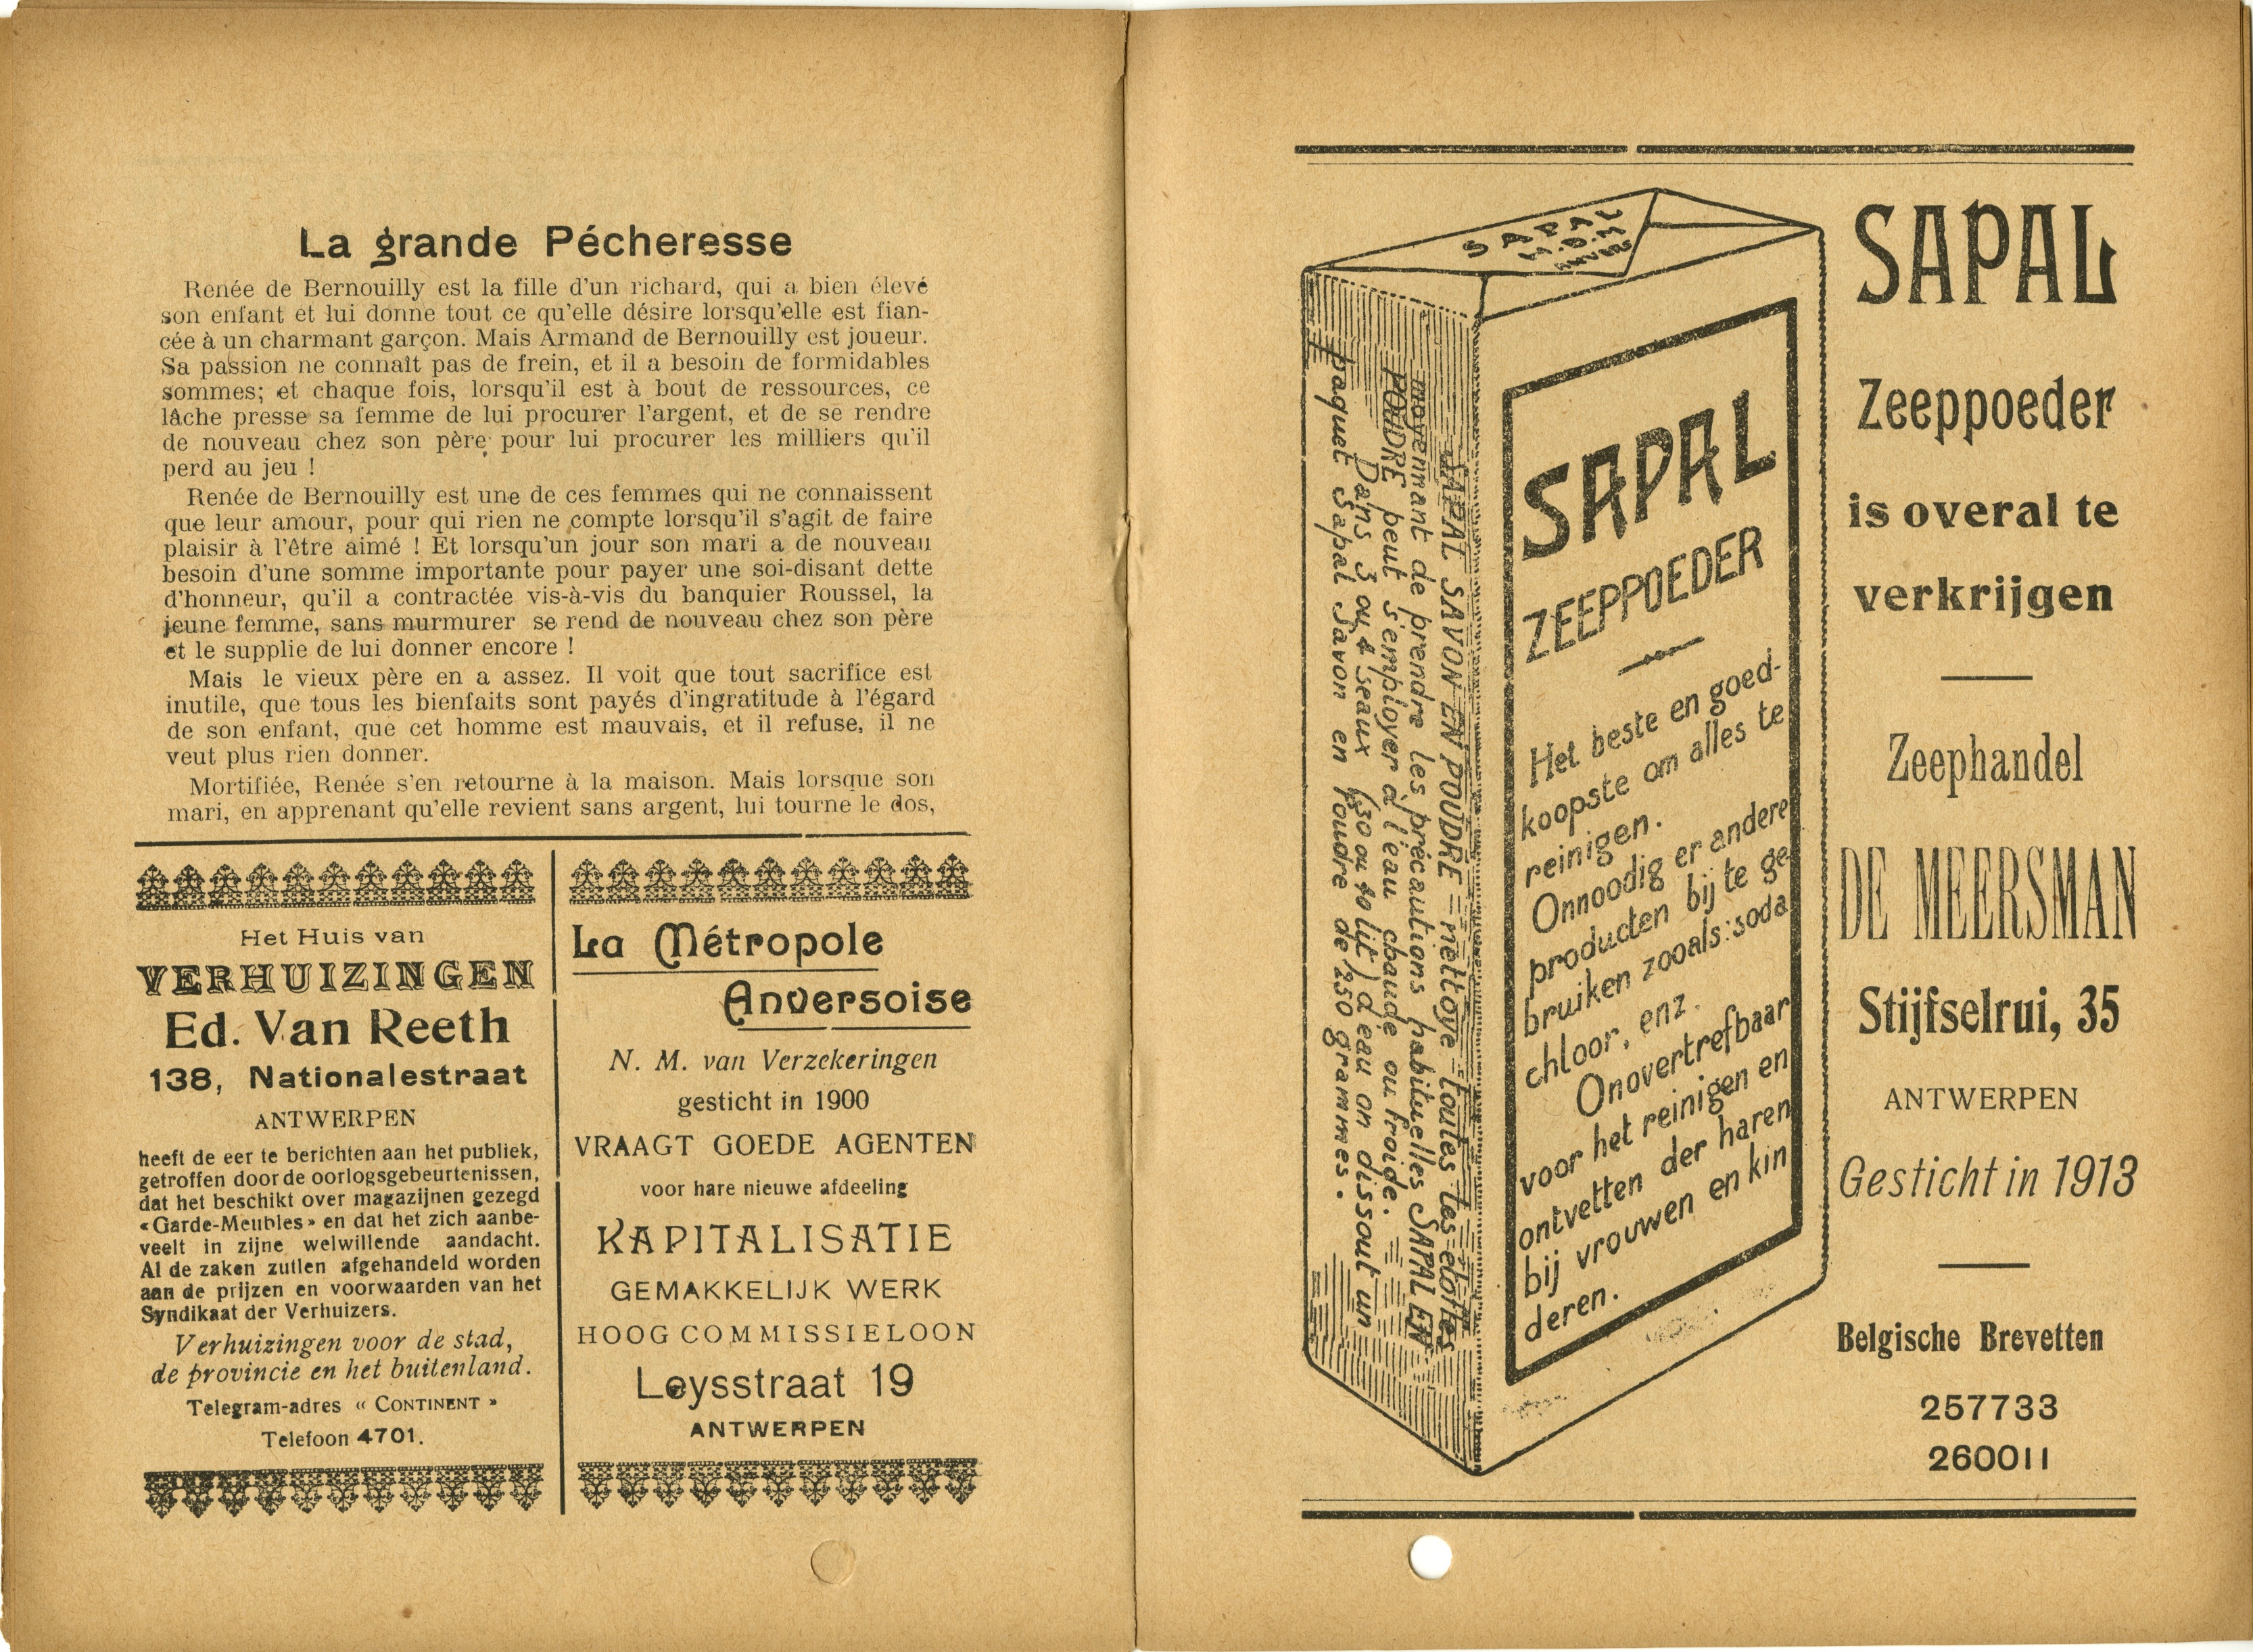 La grande Pécheresse
Renée de Bernouilly est la fille d'un richard, qui a bien élevé
son enfant et lui donne tout ce qu'elle désire lorsqu'elle est fian-
cée à un charmant garçon. Mais Armand de Bernouilly est joueur.
Sa passion ne connaît pas de frein, et il a besoin de formidables
sommes; et chaque fois, lorsqu'il est à bout de ressources, ce
lâche presse sa femme de lui procurer l'argent, et de se rendre
de nouveau chez son père pour lui procurer les milliers qu'il
perd au jeu !
Renée de Bernouilly est une de ces femmes qui ne connaissent
que leur amour, pour qui rien ne compte lorsqu'il s'agit de faire
plaisir à l'être aimé ! Et lorsqu'un jour son mari a de nouveau
besoin d'une somme importante pour payer une soi-disant dette
d'honneur, qu'il a contractée vis-à-vis du banquier Roussel, la
jeune femme, sans murmurer se rend de nouveau chez son père
et le supplie de lui donner encore !
Mais le vieux père en a assez. Il voit que tout sacrifice est
inutile, que tous les bienfaits sont payés d'ingratitude à l'égard
de son enfant, que cet homme est mauvais, et il refuse, il ne
veut plus rien donner.
Mortifiée, Renée s'en retourne à la maison. Mais lorsque son
mari, en apprenant qu'elle revient sans argent, lui tourne le dos,
Het Huis van
VERHUIZINGEN
Ed. Van Reeth
138, Nationalestraat
ANTWERPEN
heeft de eer te berichten aan het publiek,
getroffen door de oorlogsgebeurtenissen,
dat het beschikt over magazijnen gezegd
«Garde-Meubles» en dat het zich aanbe-
veelt in zijne welwillende aandacht.
Al de zaken zullen afgehandeld worden
aan de prijzen en voorwaarden van het
Syndikaat der Verhuizers.
Verhuizingen voor de stad,
de provincie en het buitenland.
Telegram-adres « CONTINENT »
Telefoon 4701.
La Métropole
Anversoise
N. M. van Verzekeringen
gesticht in 1900
VRAAGT GOEDE AGENTEN
voor hare nieuwe afdeeling
KAPITALISATIE
GEMAKKELIJK WERK
HOOG COMMISSIELOON
Leysstraat 19
ANTWERPEN
SAPAL
H.D.M
ANVERS
SAPAL SAVON EN POUDRE = nettoye toutes les étoffes
moyennant de prendre les précautions habituelles SAPAL EN
POUDRE peut s'employer à l'eau chaude ou froide.
Dans 3 ou 4 seaux (30 ou 40 lit) d'eau on dissout un
paquet Sapal Savon en Poudre de 250 grammes.
SAPAL
ZEEPPOEDER
Het beste en goed-
koopste om alles te
reinigen.
Onnoodig er andere
producten bij te ge
bruiken zooals: soda
chloor, enz.
Onovertrefbaar
voor het reinigen en
ontvetten der haren
bij vrouwen en kin
deren.
SAPAL
Zeeppoeder
is overal te
verkrijgen
Zeephandel
DE MEERSMAN
Stijfselrui, 35
ANTWERPEN
Gesticht in 1913
Belgische Brevetten
257733
260011